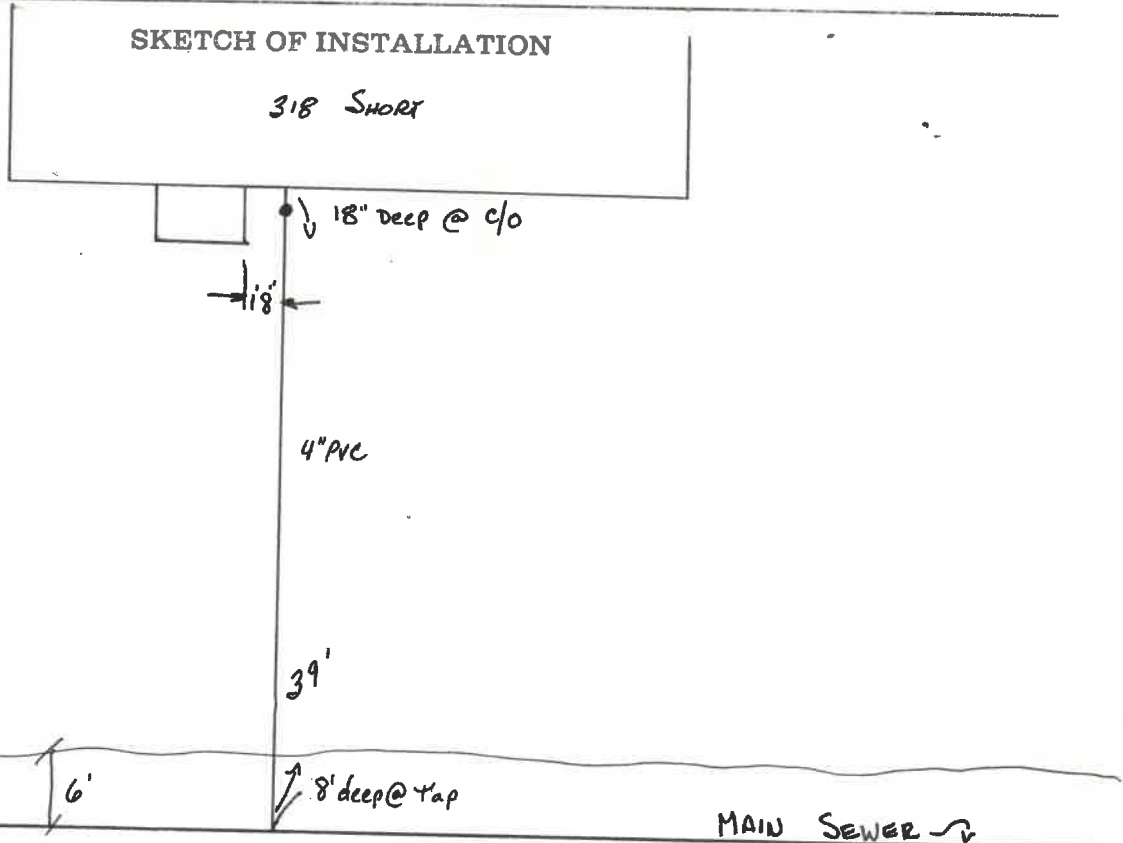 SKETCH OF INSTALLATION
318 SHORT
18" Deep @ C/O
18"
4" PVC
39'
6'
8' deep @ Tap
MAIN SEWER